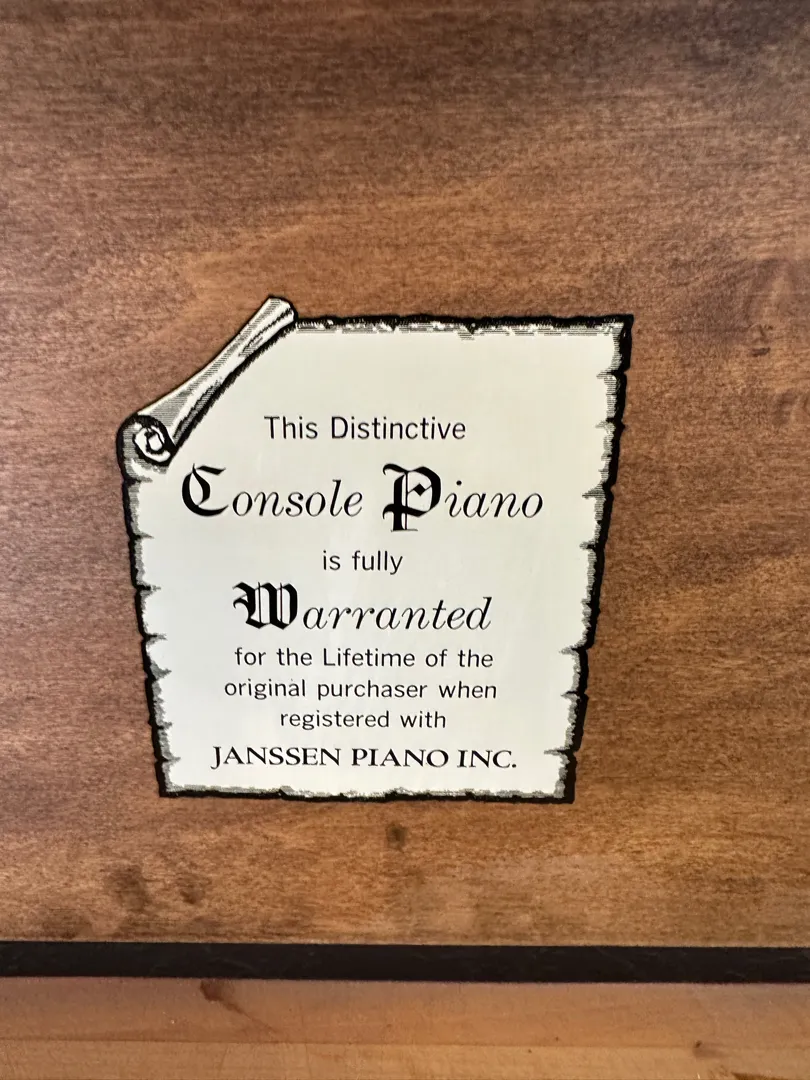 This Distinctive
Console Piano
is fully
Warranted
for the Lifetime of the
original purchaser when
registered with
JANSSEN PIANO INC.